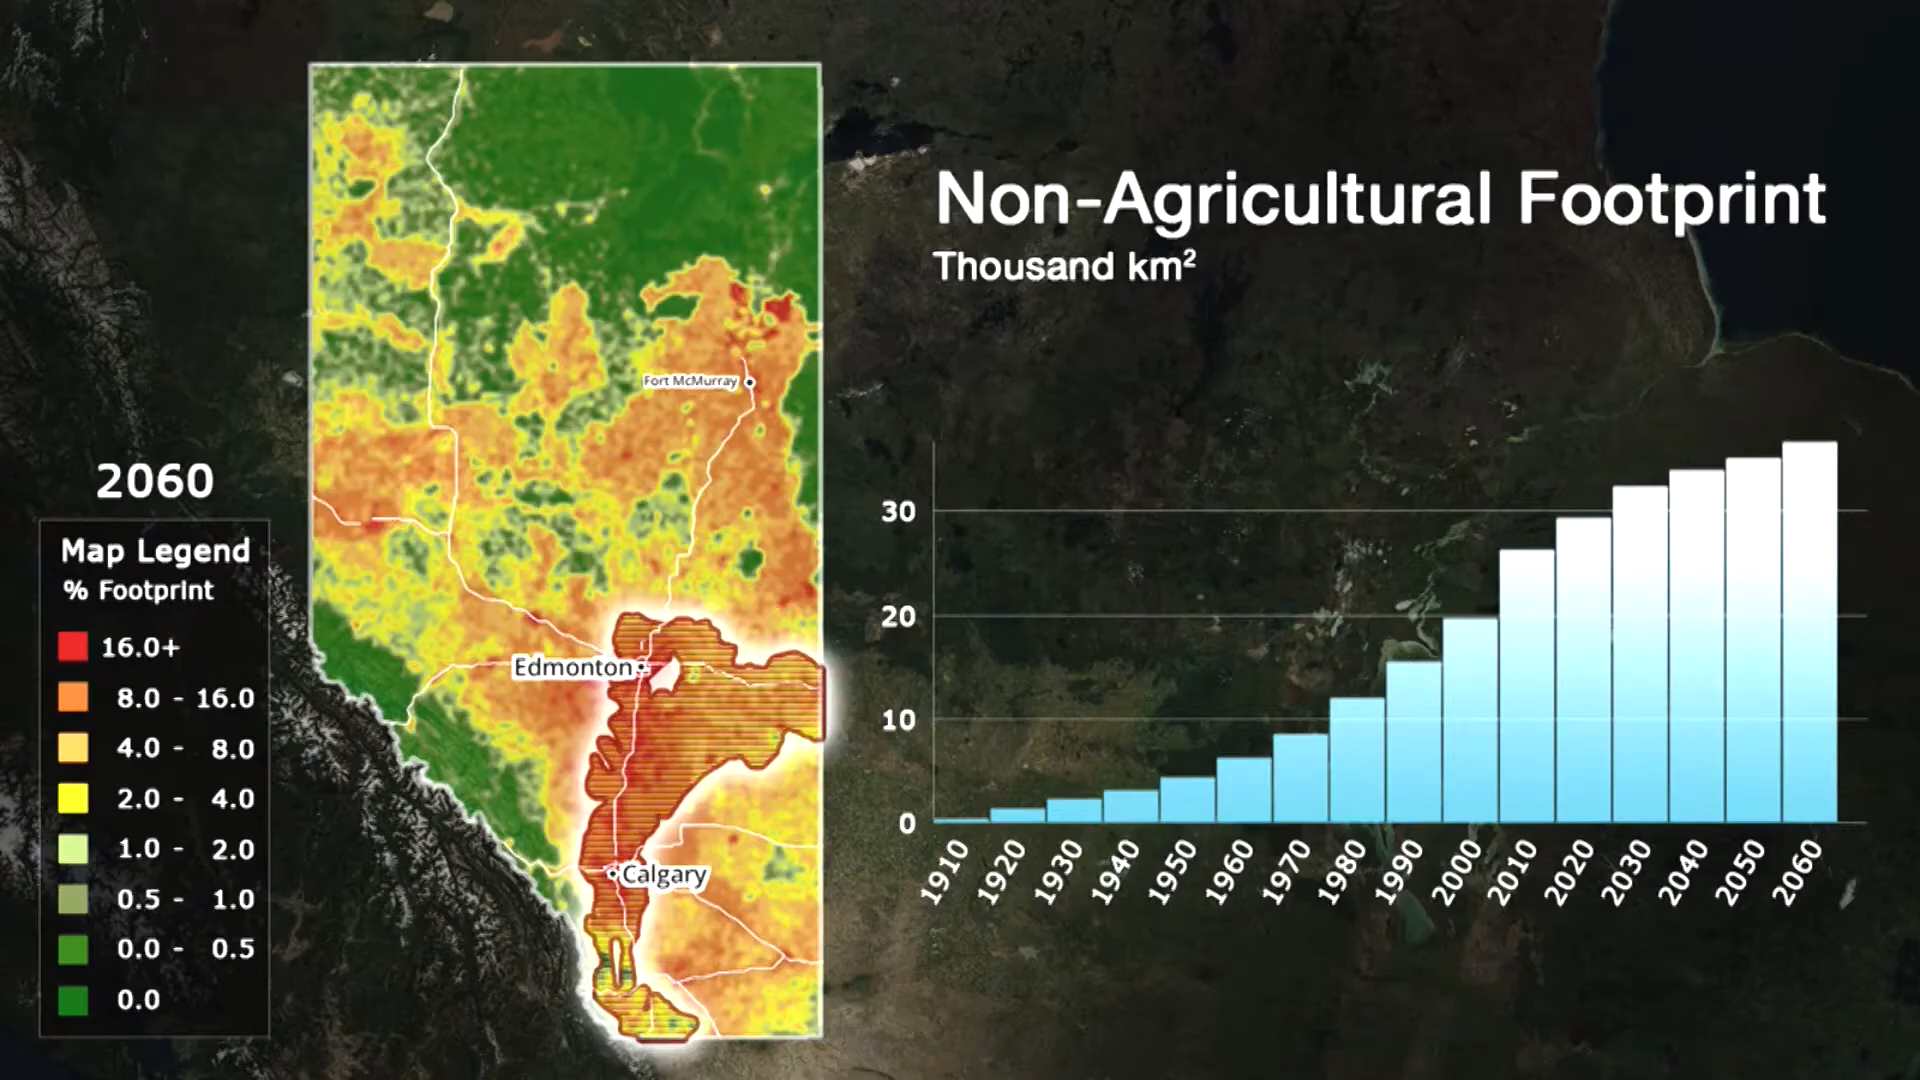 Non-Agricultural Footprint
Thousand km²
2060
Map Legend
% Footprint
16.0+
8.0 - 16.0
4.0 - 8.0
2.0 - 4.0
1.0 - 2.0
0.5 - 1.0
0.0 - 0.5
0.0
Fort McMurray
Edmonton
Calgary
30
20
10
0
1910
1920
1930
1940
1950
1960
1970
1980
1990
2000
2010
2020
2030
2040
2050
2060